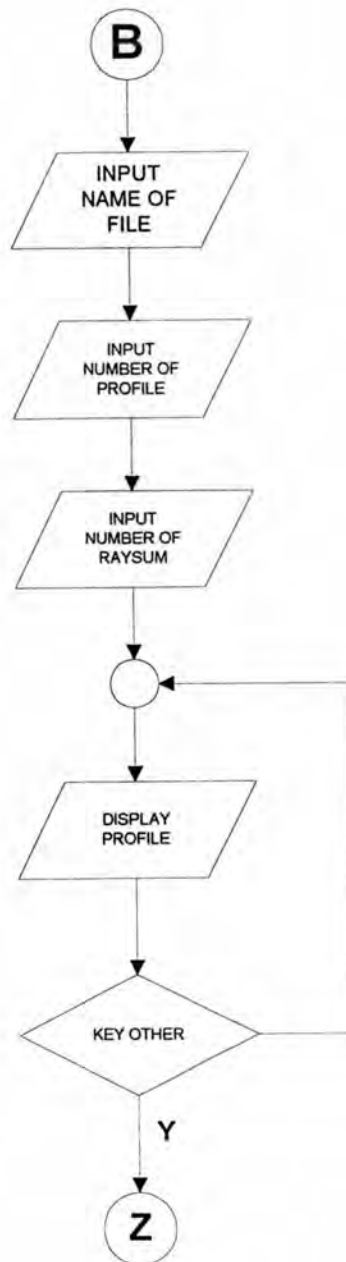 B
INPUT
NAME OF
FILE
INPUT
NUMBER OF
PROFILE
INPUT
NUMBER OF
RAYSUM
DISPLAY
PROFILE
KEY OTHER
Y
Z